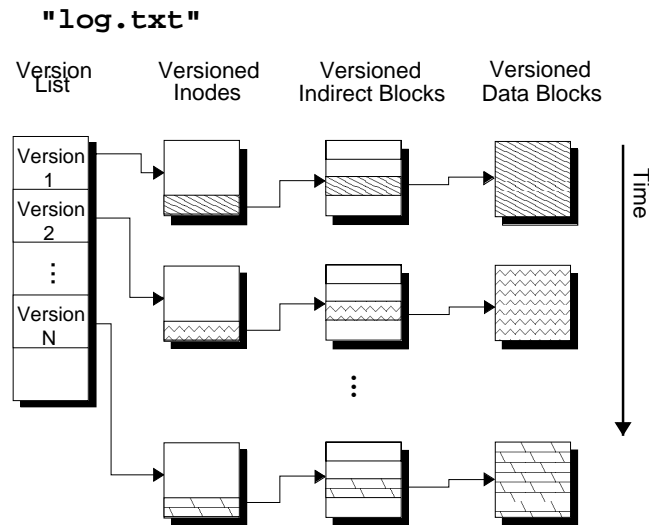 "log.txt"
Version
List
Versioned
Inodes
Versioned
Indirect Blocks
Versioned
Data Blocks
Version
1
Version
2
⋮
Version
N
⋮
Time